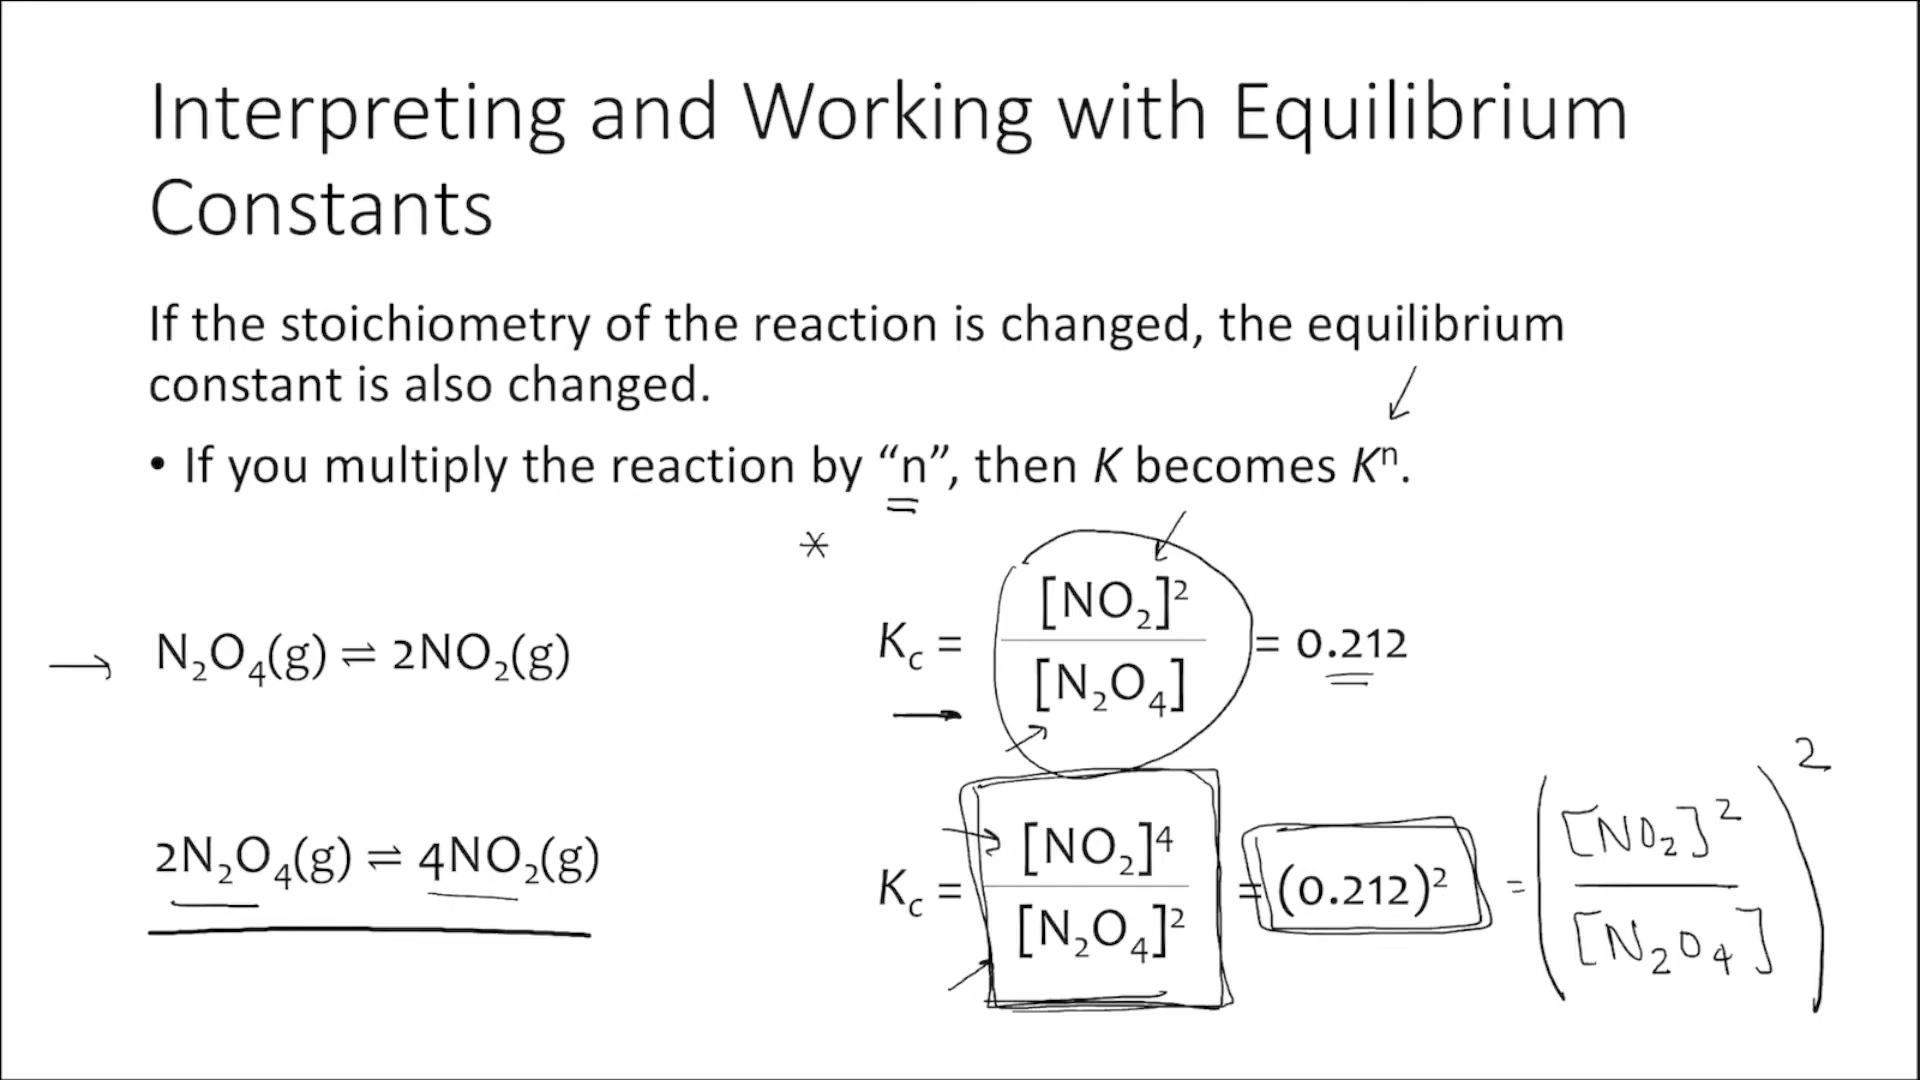 Interpreting and Working with Equilibrium
Constants
If the stoichiometry of the reaction is changed, the equilibrium
constant is also changed.
• If you multiply the reaction by “n”, then K becomes Kⁿ.
*
→ N₂O₄(g) ⇌ 2NO₂(g)
K꜀ = [NO₂]² / [N₂O₄] = 0.212
2N₂O₄(g) ⇌ 4NO₂(g)
K꜀ = [NO₂]⁴ / [N₂O₄]² = (0.212)² = ([NO₂]² / [N₂O₄])²